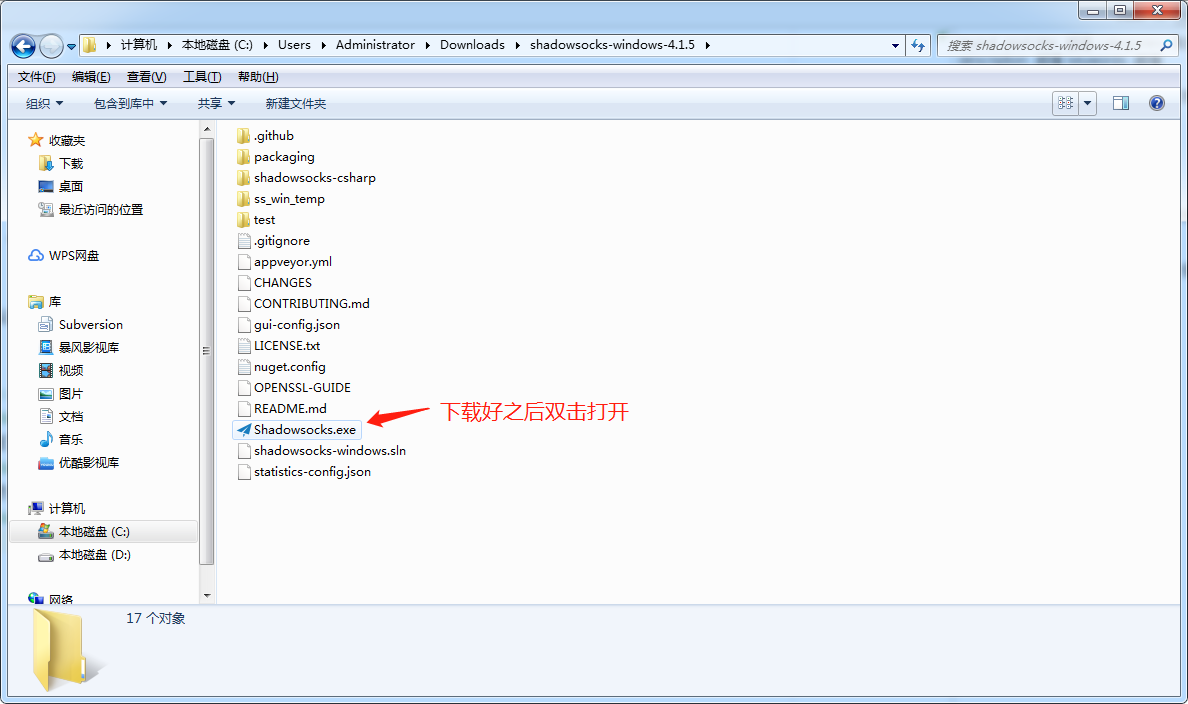 计算机 本地磁盘 (C:) Users Administrator Downloads shadowsocks-windows-4.1.5
搜索 shadowsocks-windows-4.1.5
文件(F) 编辑(E) 查看(V) 工具(T) 帮助(H)
组织 包含到库中 共享 新建文件夹
收藏夹
下载
桌面
最近访问的位置
WPS网盘
库
Subversion
暴风影视库
视频
图片
文档
音乐
优酷影视库
计算机
本地磁盘 (C:)
本地磁盘 (D:)
网络
.github
packaging
shadowsocks-csharp
ss_win_temp
test
.gitignore
appveyor.yml
CHANGES
CONTRIBUTING.md
gui-config.json
LICENSE.txt
nuget.config
OPENSSL-GUIDE
README.md
Shadowsocks.exe
shadowsocks-windows.sln
statistics-config.json
下载好之后双击打开
17 个对象